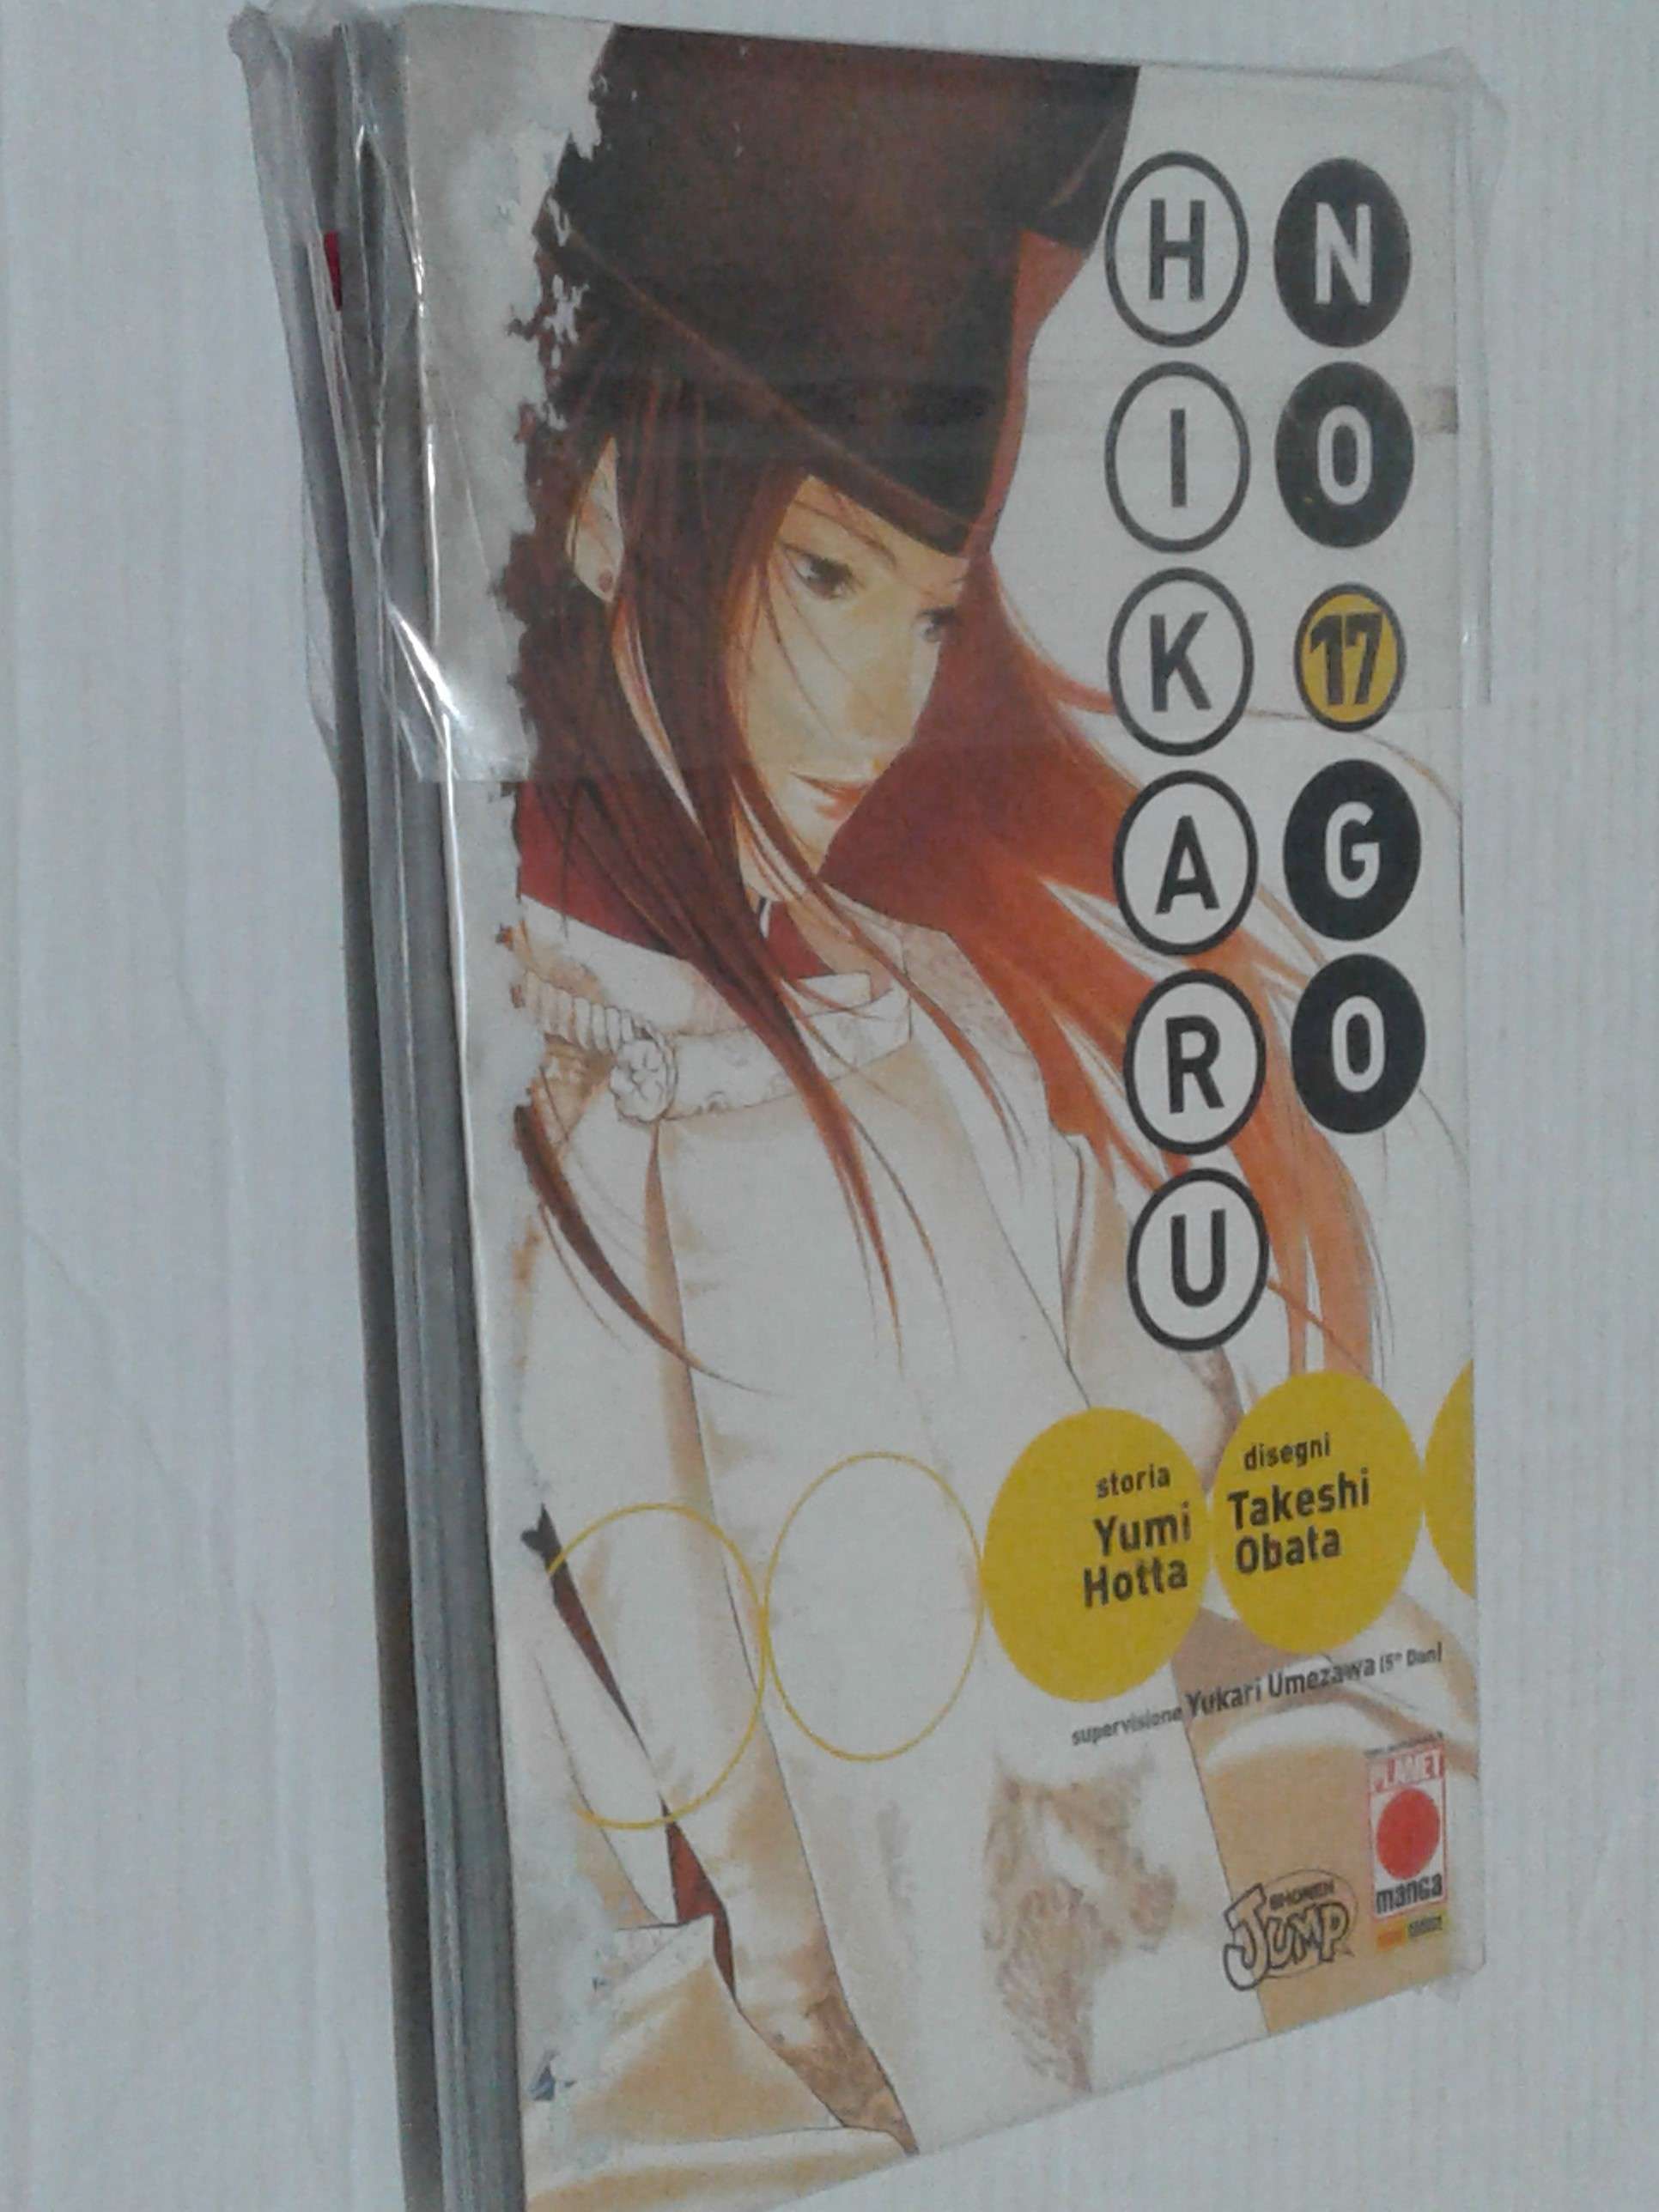 HIKARU
NO
17
GO
storia
Yumi
Hotta
disegni
Takeshi
Obata
supervisione Yukari Umezawa (5° Dan)
SHONEN
JUMP
PLANET
manga